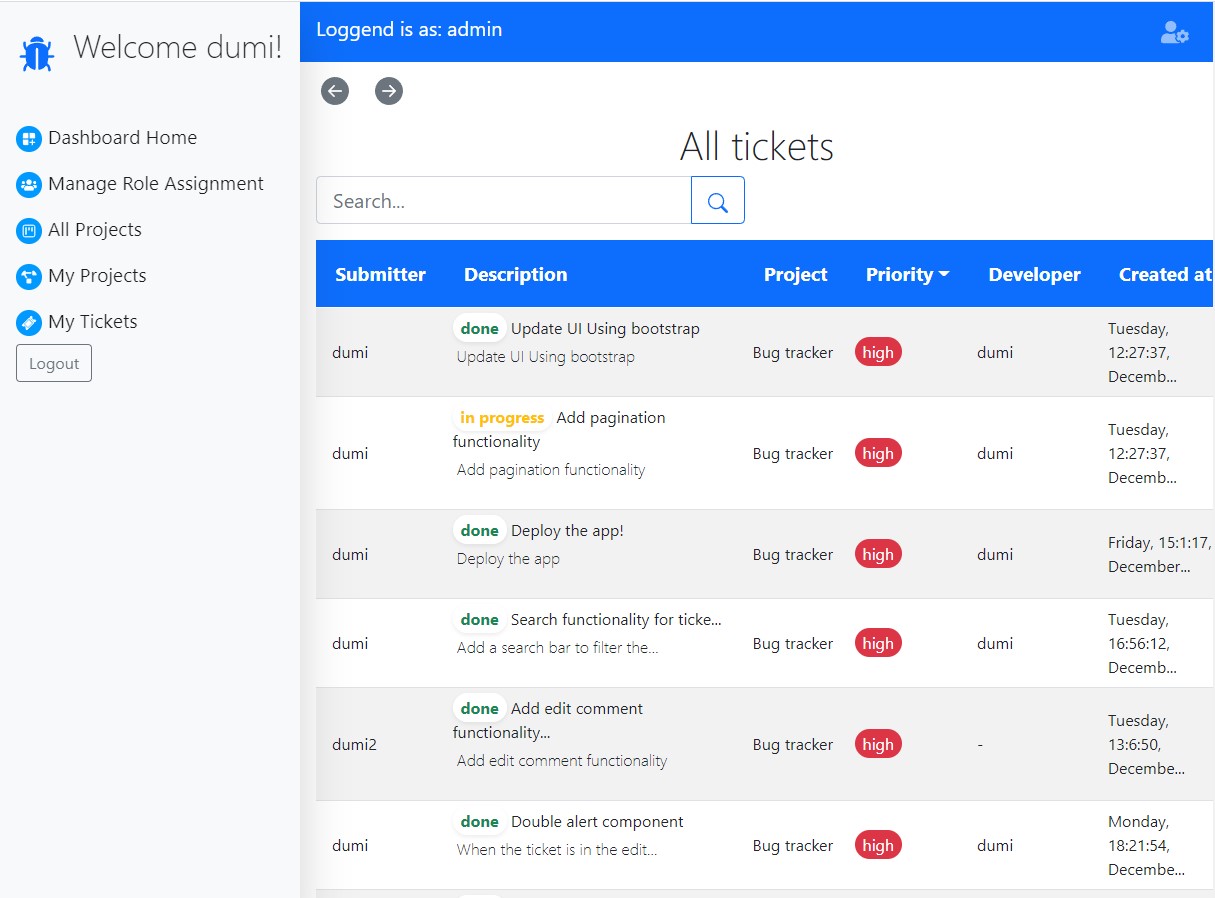 Welcome dumi!
Dashboard Home
Manage Role Assignment
All Projects
My Projects
My Tickets
Logout
Loggend is as: admin
All tickets
Search...
Submitter Description Project Priority Developer Created at
dumi
done Update UI Using bootstrap
Update UI Using bootstrap
Bug tracker
high
dumi
Tuesday,
12:27:37,
Decemb...
dumi
in progress Add pagination
functionality
Add pagination functionality
Bug tracker
high
dumi
Tuesday,
12:27:37,
Decemb...
dumi
done Deploy the app!
Deploy the app
Bug tracker
high
dumi
Friday, 15:1:17,
December...
dumi
done Search functionality for ticke...
Add a search bar to filter the...
Bug tracker
high
dumi
Tuesday,
16:56:12,
Decemb...
dumi2
done Add edit comment
functionality...
Add edit comment functionality
Bug tracker
high
-
Tuesday,
13:6:50,
Decembe...
dumi
done Double alert component
When the ticket is in the edit...
Bug tracker
high
dumi
Monday,
18:21:54,
Decembe...